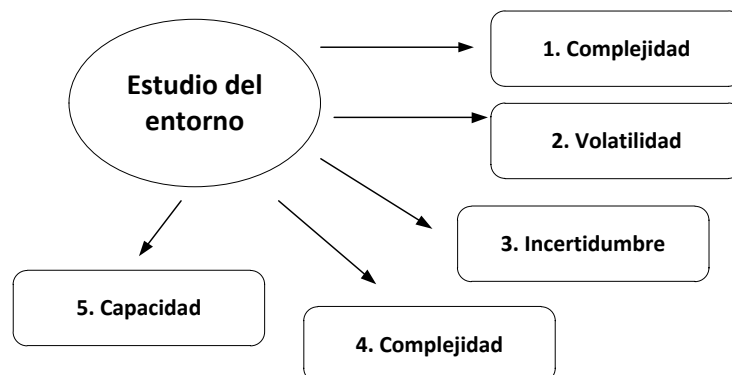 Estudio del
entorno
1. Complejidad
2. Volatilidad
3. Incertidumbre
4. Complejidad
5. Capacidad